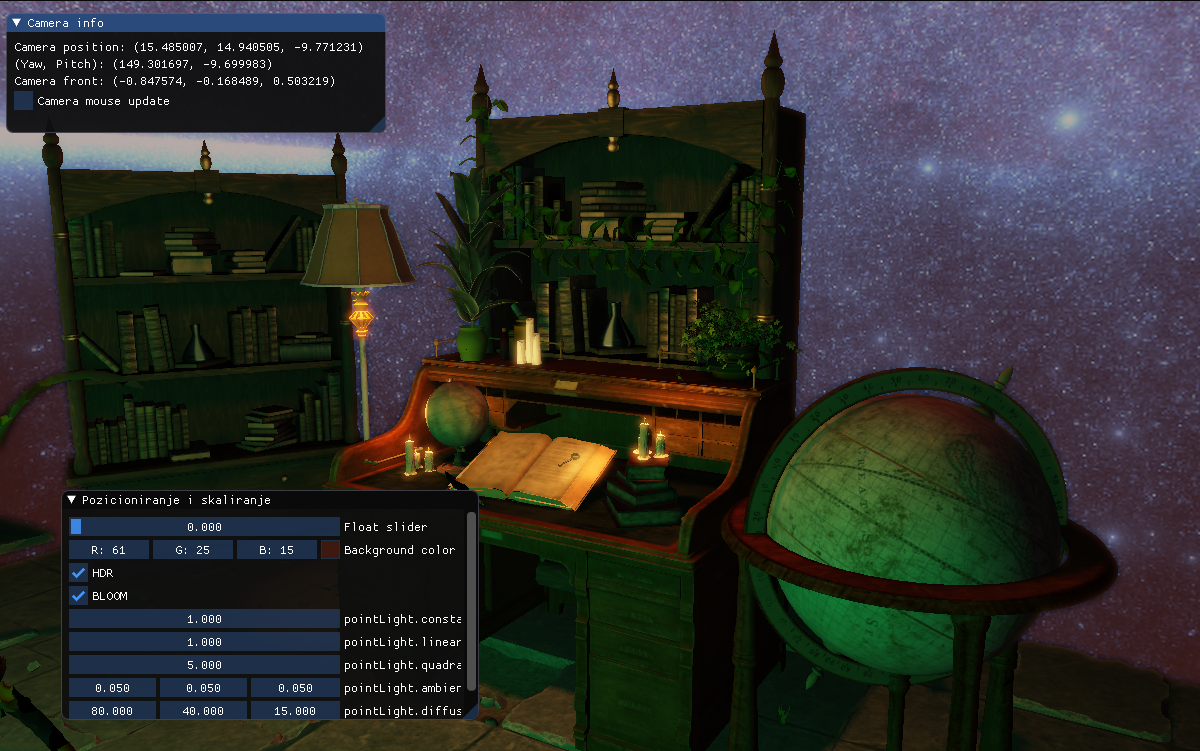 Camera info
Camera position: (15.485007, 14.940505, -9.771231)
(Yaw, Pitch): (149.301697, -9.699983)
Camera front: (-0.847574, -0.168489, 0.503219)
Camera mouse update
Pozicioniranje i skaliranje
0.000 Float slider
R: 61 G: 25 B: 15 Background color
HDR
BLOOM
1.000 pointLight.consta
1.000 pointLight.linear
5.000 pointLight.quadra
0.050 0.050 0.050 pointLight.ambien
80.000 40.000 15.000 pointLight.diffus